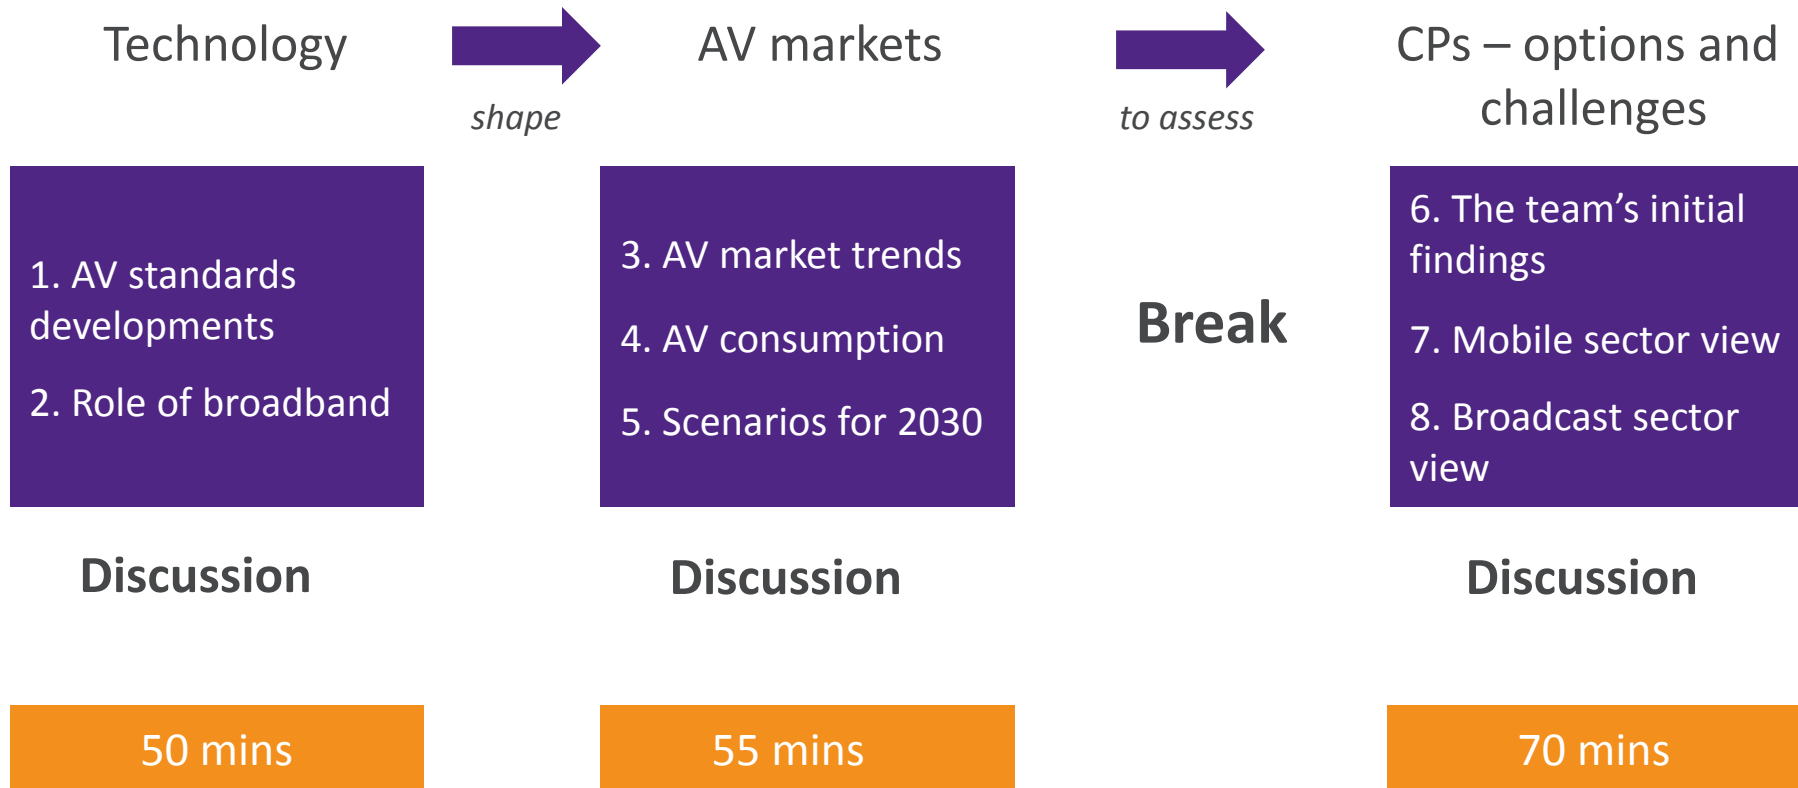 Technology
shape
AV markets
to assess
CPs – options and
challenges
1. AV standards
developments
2. Role of broadband
3. AV market trends
4. AV consumption
5. Scenarios for 2030
Break
6. The team’s initial
findings
7. Mobile sector view
8. Broadcast sector
view
Discussion
Discussion
Discussion
50 mins
55 mins
70 mins